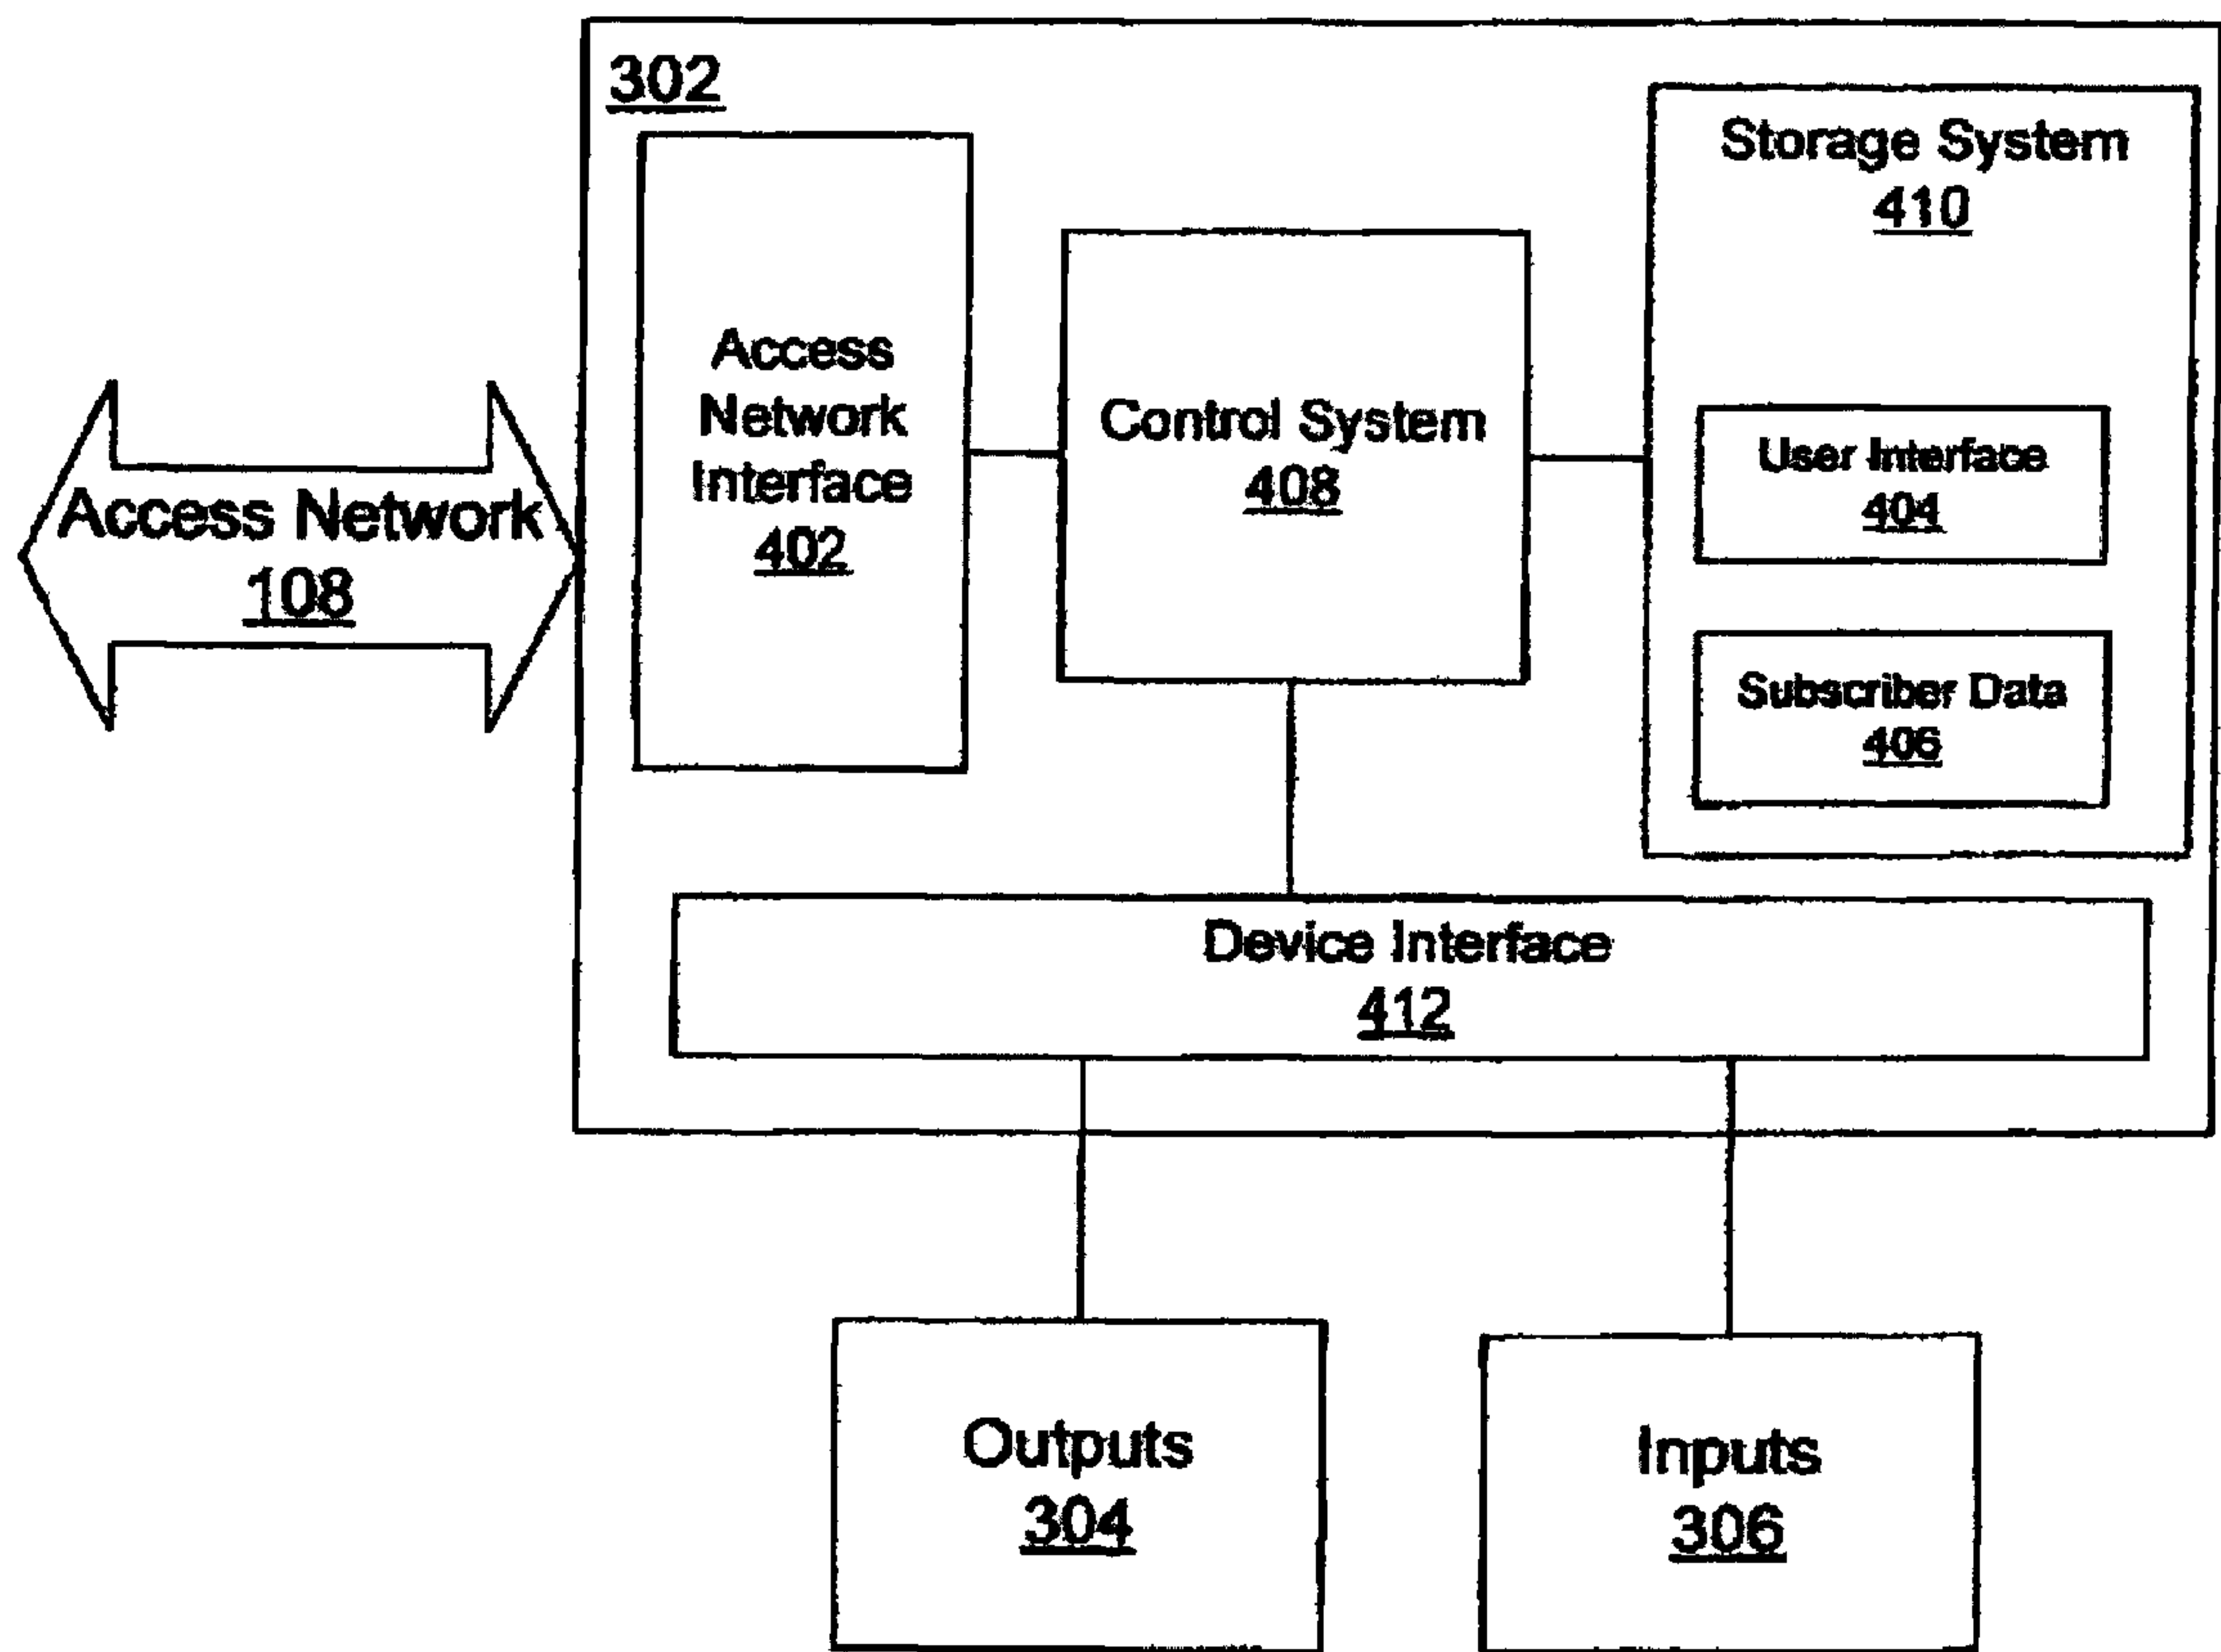 302
Storage System
410
Access
Network
Interface
402
Control System
408
User Interface
404
Subscriber Data
406
Access Network
108
Device Interface
412
Outputs
304
Inputs
306